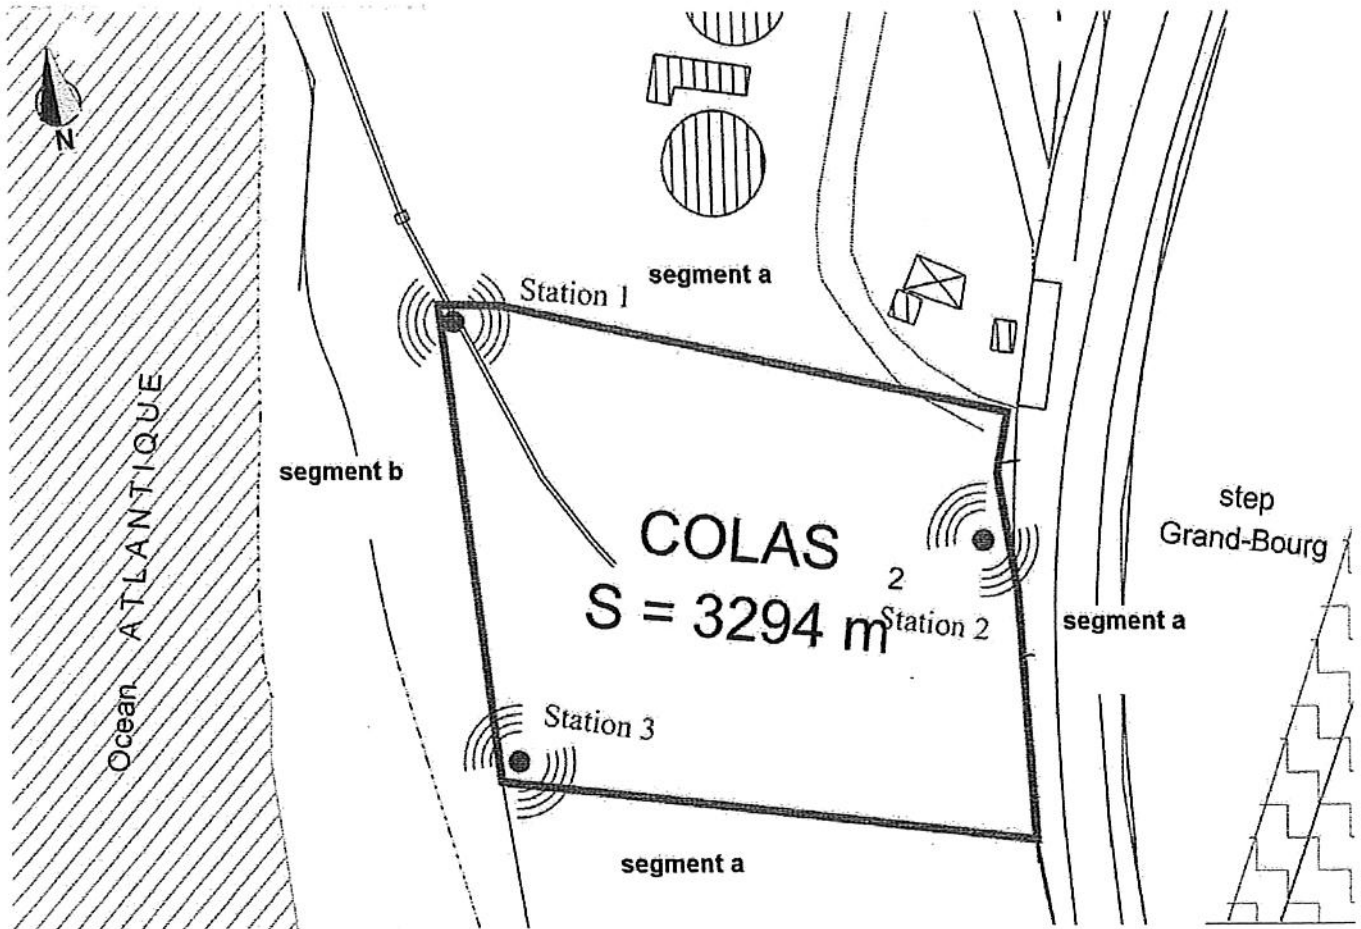 N
segment a
Station 1
Ocean ATLANTIQUE
segment b
step
Grand-Bourg
COLAS
S = 3294 m²
Station 2
segment a
Station 3
segment a